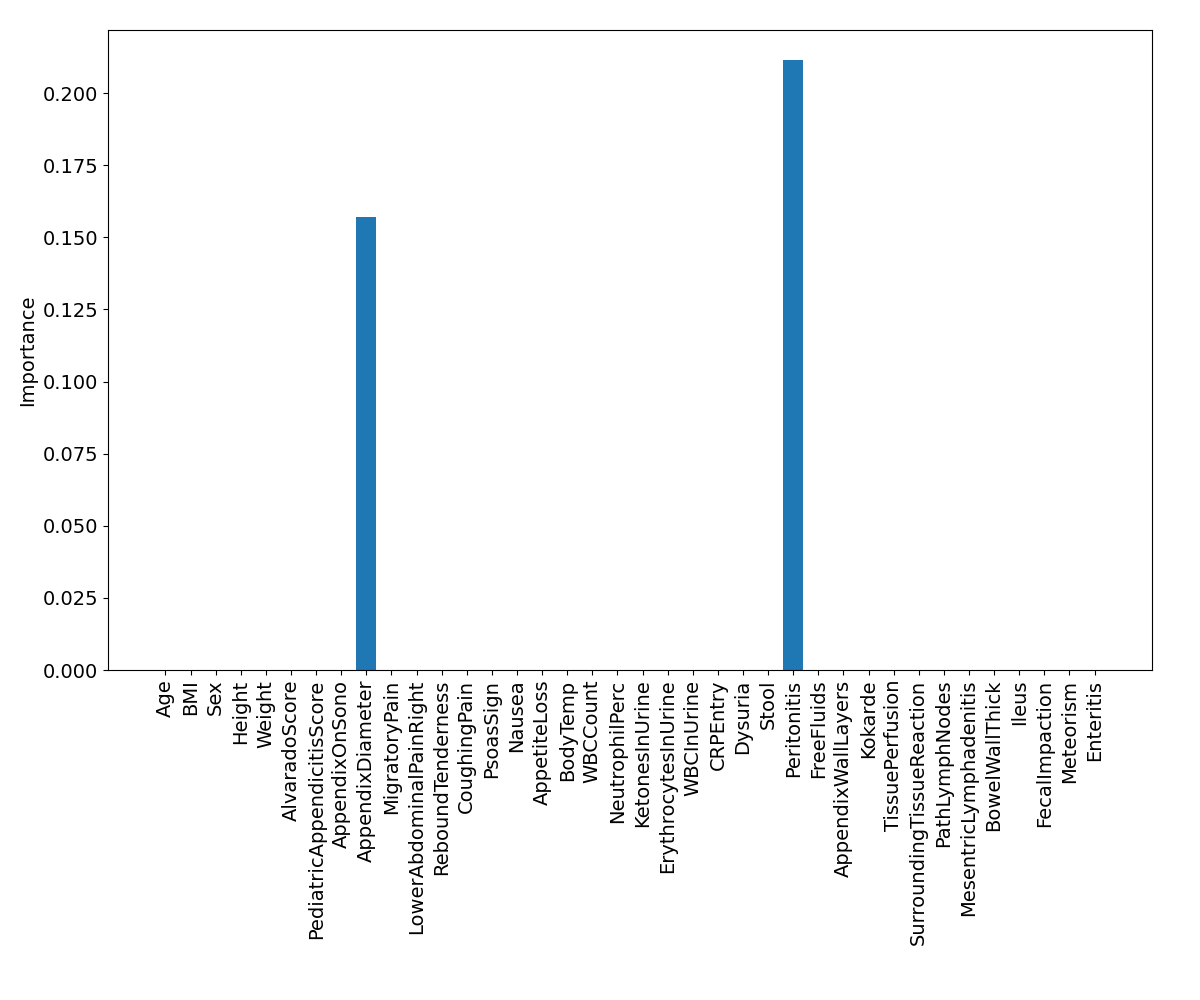 Importance
0.200
0.175
0.150
0.125
0.100
0.075
0.050
0.025
0.000
Age
BMI
Sex
Height
Weight
AlvaradoScore
PediatricAppendicitisScore
AppendixOnSono
AppendixDiameter
MigratoryPain
LowerAbdominalPainRight
ReboundTenderness
CoughingPain
PsoasSign
Nausea
AppetiteLoss
BodyTemp
WBCCount
NeutrophilPerc
KetonesInUrine
ErythrocytesInUrine
WBCInUrine
CRPEntry
Dysuria
Stool
Peritonitis
FreeFluids
AppendixWallLayers
Kokarde
TissuePerfusion
SurroundingTissueReaction
PathLymphNodes
MesentricLymphadenitis
BowelWallThick
Ileus
FecalImpaction
Meteorism
Enteritis